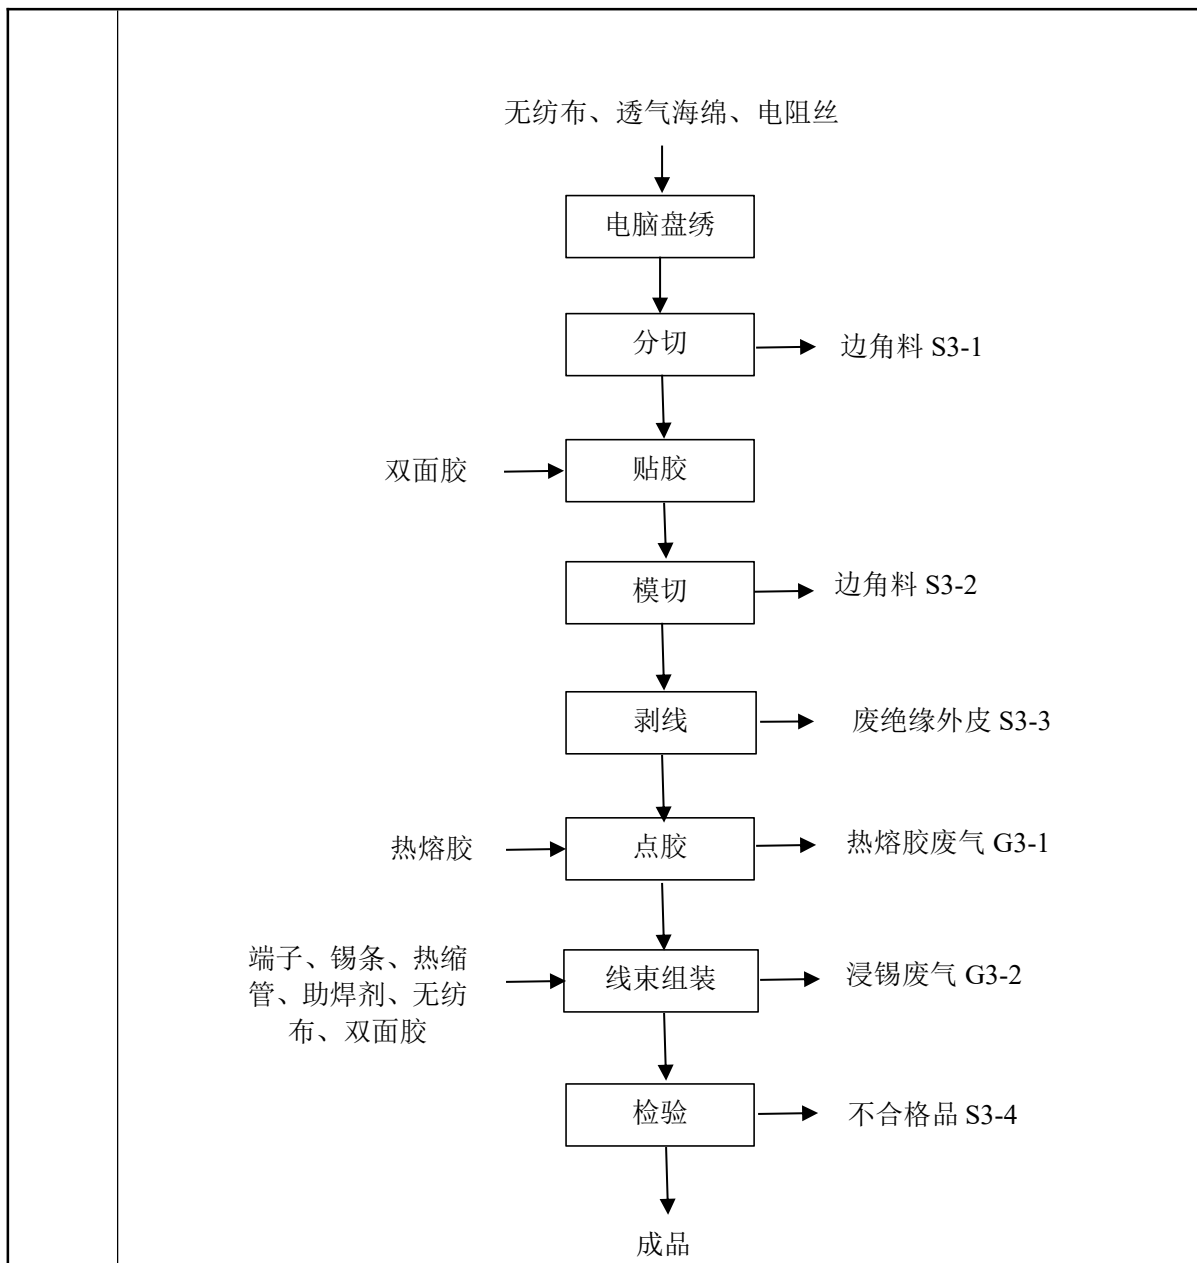 无纺布、透气海绵、电阻丝
电脑盘绣
分切
边角料 S3-1
双面胶
贴胶
模切
边角料 S3-2
剥线
废绝缘外皮 S3-3
热熔胶
点胶
热熔胶废气 G3-1
端子、锡条、热缩
管、助焊剂、无纺
布、双面胶
线束组装
浸锡废气 G3-2
检验
不合格品 S3-4
成品